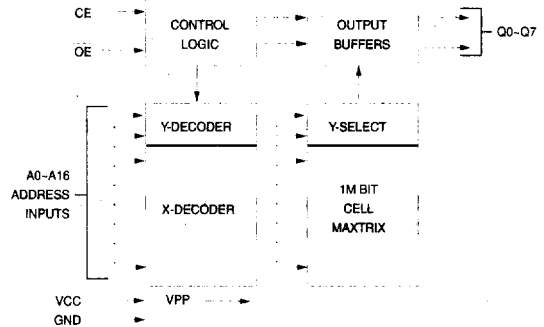 CE
OE
CONTROL
LOGIC
OUTPUT
BUFFERS
Q0~Q7
Y-DECODER
Y-SELECT
A0~A16
ADDRESS
INPUTS
X-DECODER
1M BIT
CELL
MAXTRIX
VCC
GND
VPP